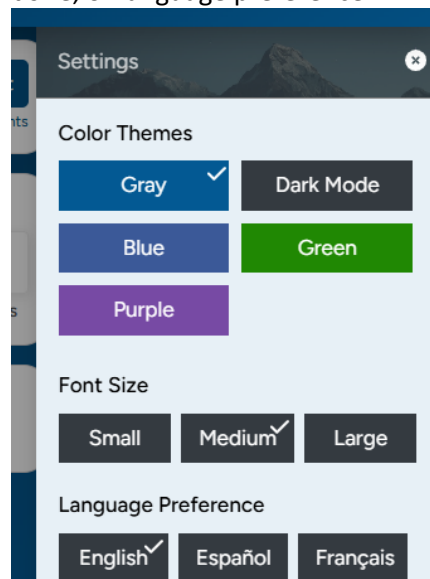 Settings
Color Themes
Gray Dark Mode
Blue Green
Purple
Font Size
Small Medium Large
Language Preference
English Español Français